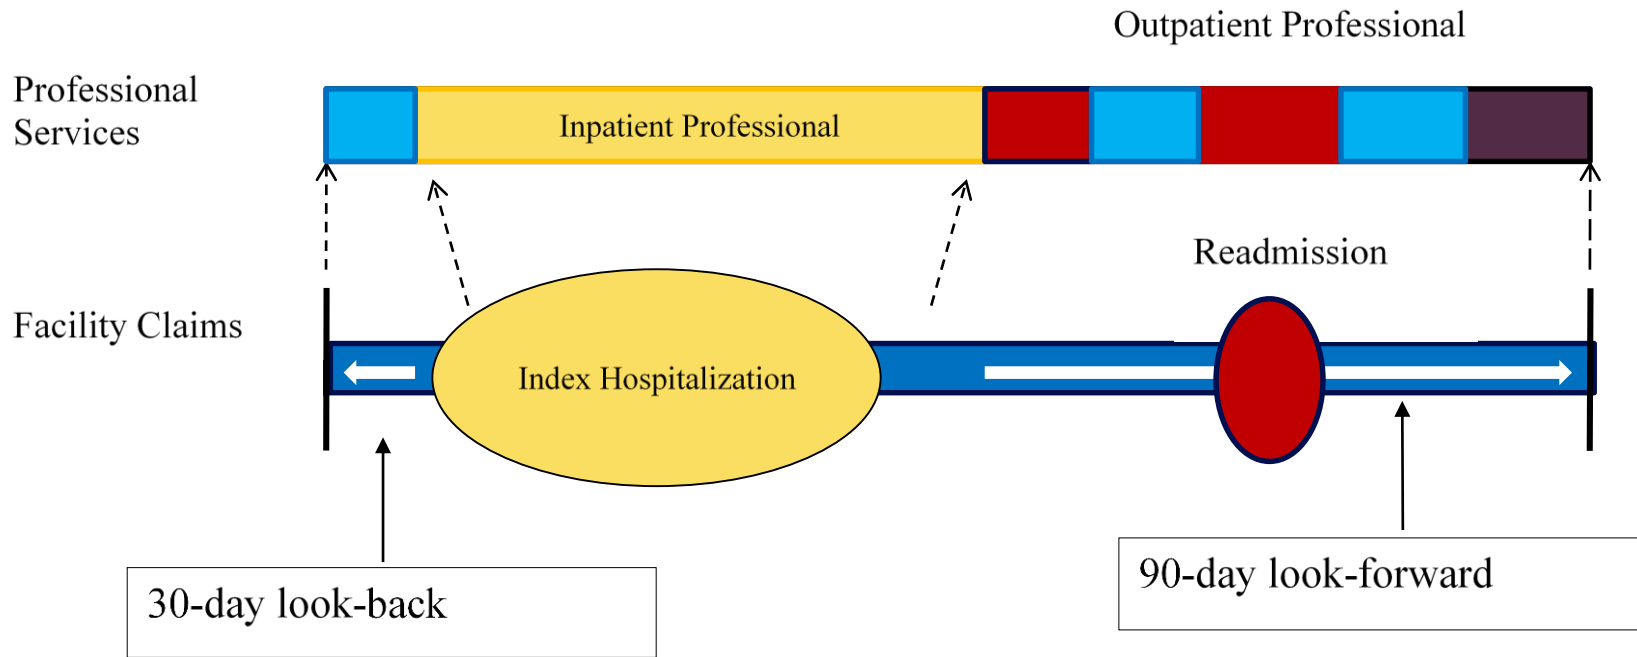 Outpatient Professional
Professional
Services
Inpatient Professional
Readmission
Facility Claims
Index Hospitalization
30-day look-back
90-day look-forward